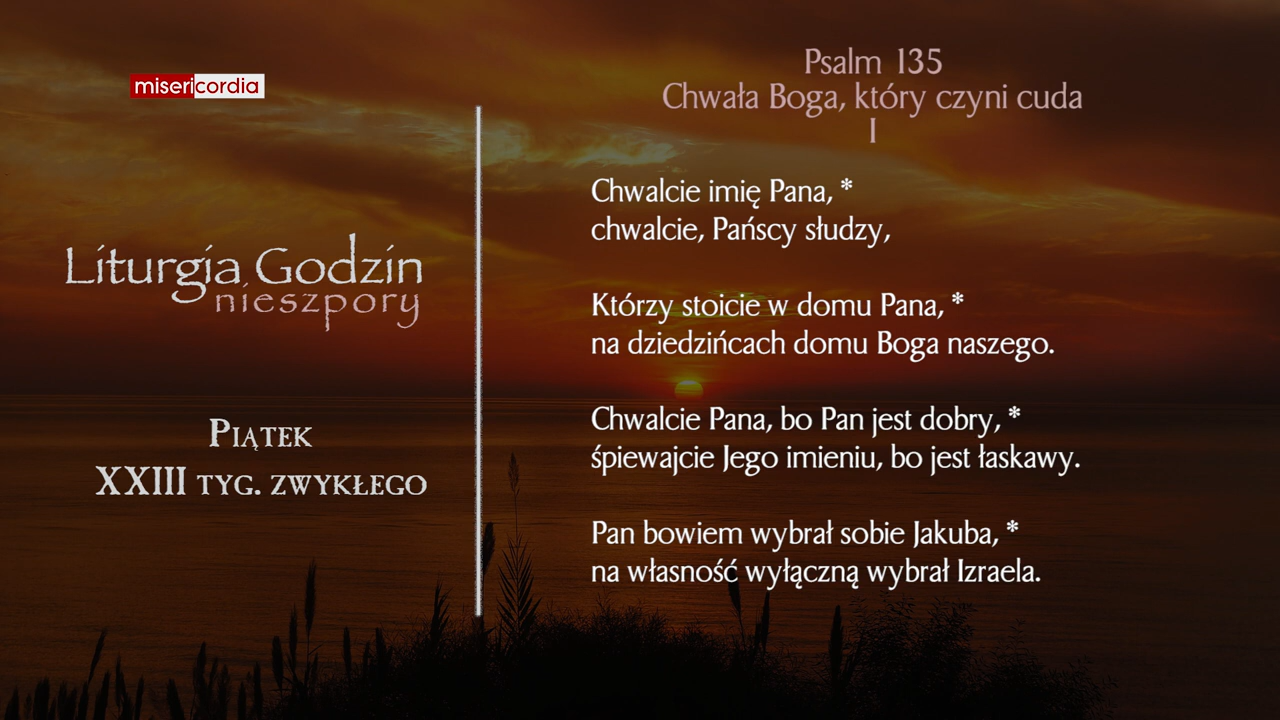 misericordia
Liturgia Godzin
nieszpory
Piątek
XXIII tyg. zwykłego
Psalm 135
Chwała Boga, który czyni cuda
I
Chwalcie imię Pana, *
chwalcie, Pańscy słudzy,
Którzy stoicie w domu Pana, *
na dziedzińcach domu Boga naszego.
Chwalcie Pana, bo Pan jest dobry, *
śpiewajcie Jego imieniu, bo jest łaskawy.
Pan bowiem wybrał sobie Jakuba, *
na własność wyłączną wybrał Izraela.